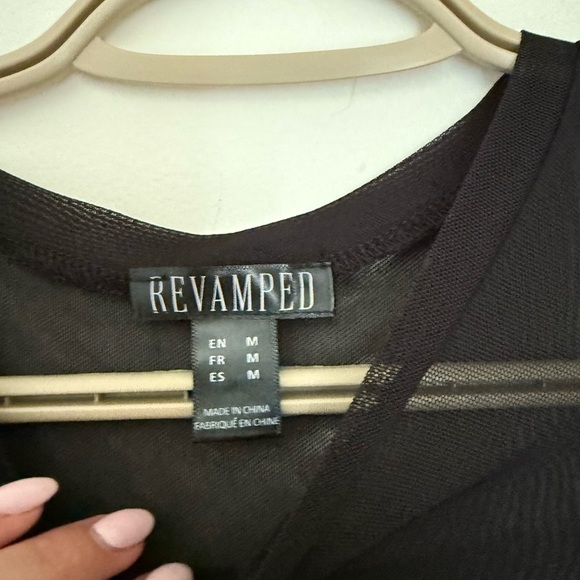 REVAMPED
EN M
FR M
ES M
MADE IN CHINA
FABRIQUÉ EN CHINE